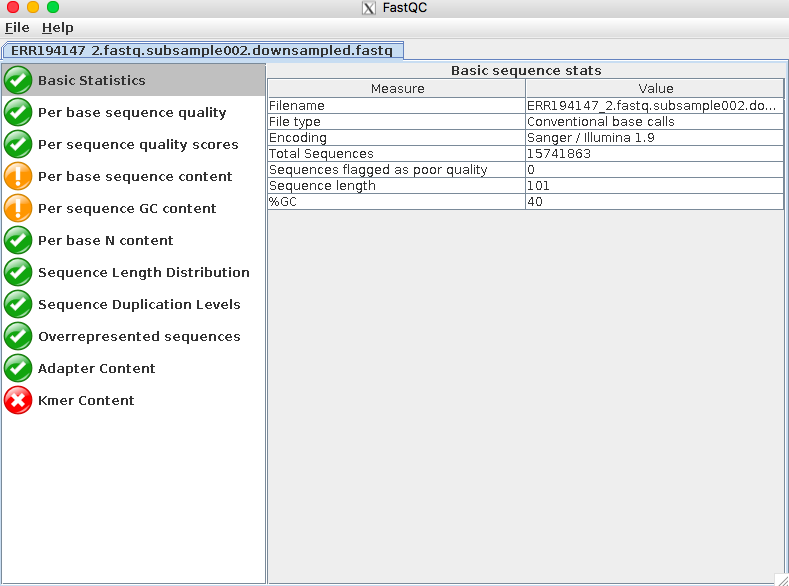 FastQC
File Help
ERR194147 2.fastq.subsample002.downsampled.fastq
Basic Statistics
Per base sequence quality
Per sequence quality scores
Per base sequence content
Per sequence GC content
Per base N content
Sequence Length Distribution
Sequence Duplication Levels
Overrepresented sequences
Adapter Content
Kmer Content
Basic sequence stats
Measure Value
Filename ERR194147_2.fastq.subsample002.do...
File type Conventional base calls
Encoding Sanger / Illumina 1.9
Total Sequences 15741863
Sequences flagged as poor quality 0
Sequence length 101
%GC 40